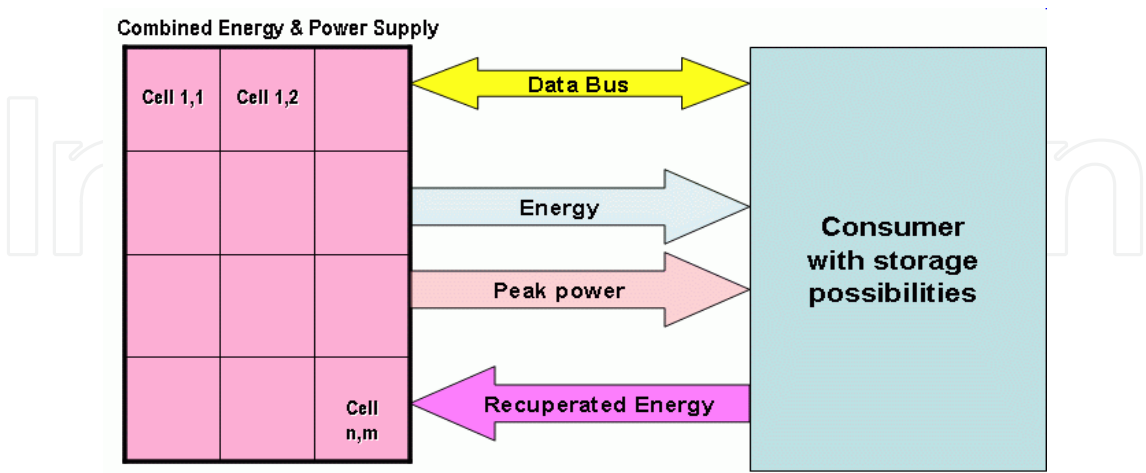 Combined Energy & Power Supply
Cell 1,1
Cell 1,2
Data Bus
Energy
Peak power
Recuperated Energy
Cell
n,m
Consumer
with storage
possibilities